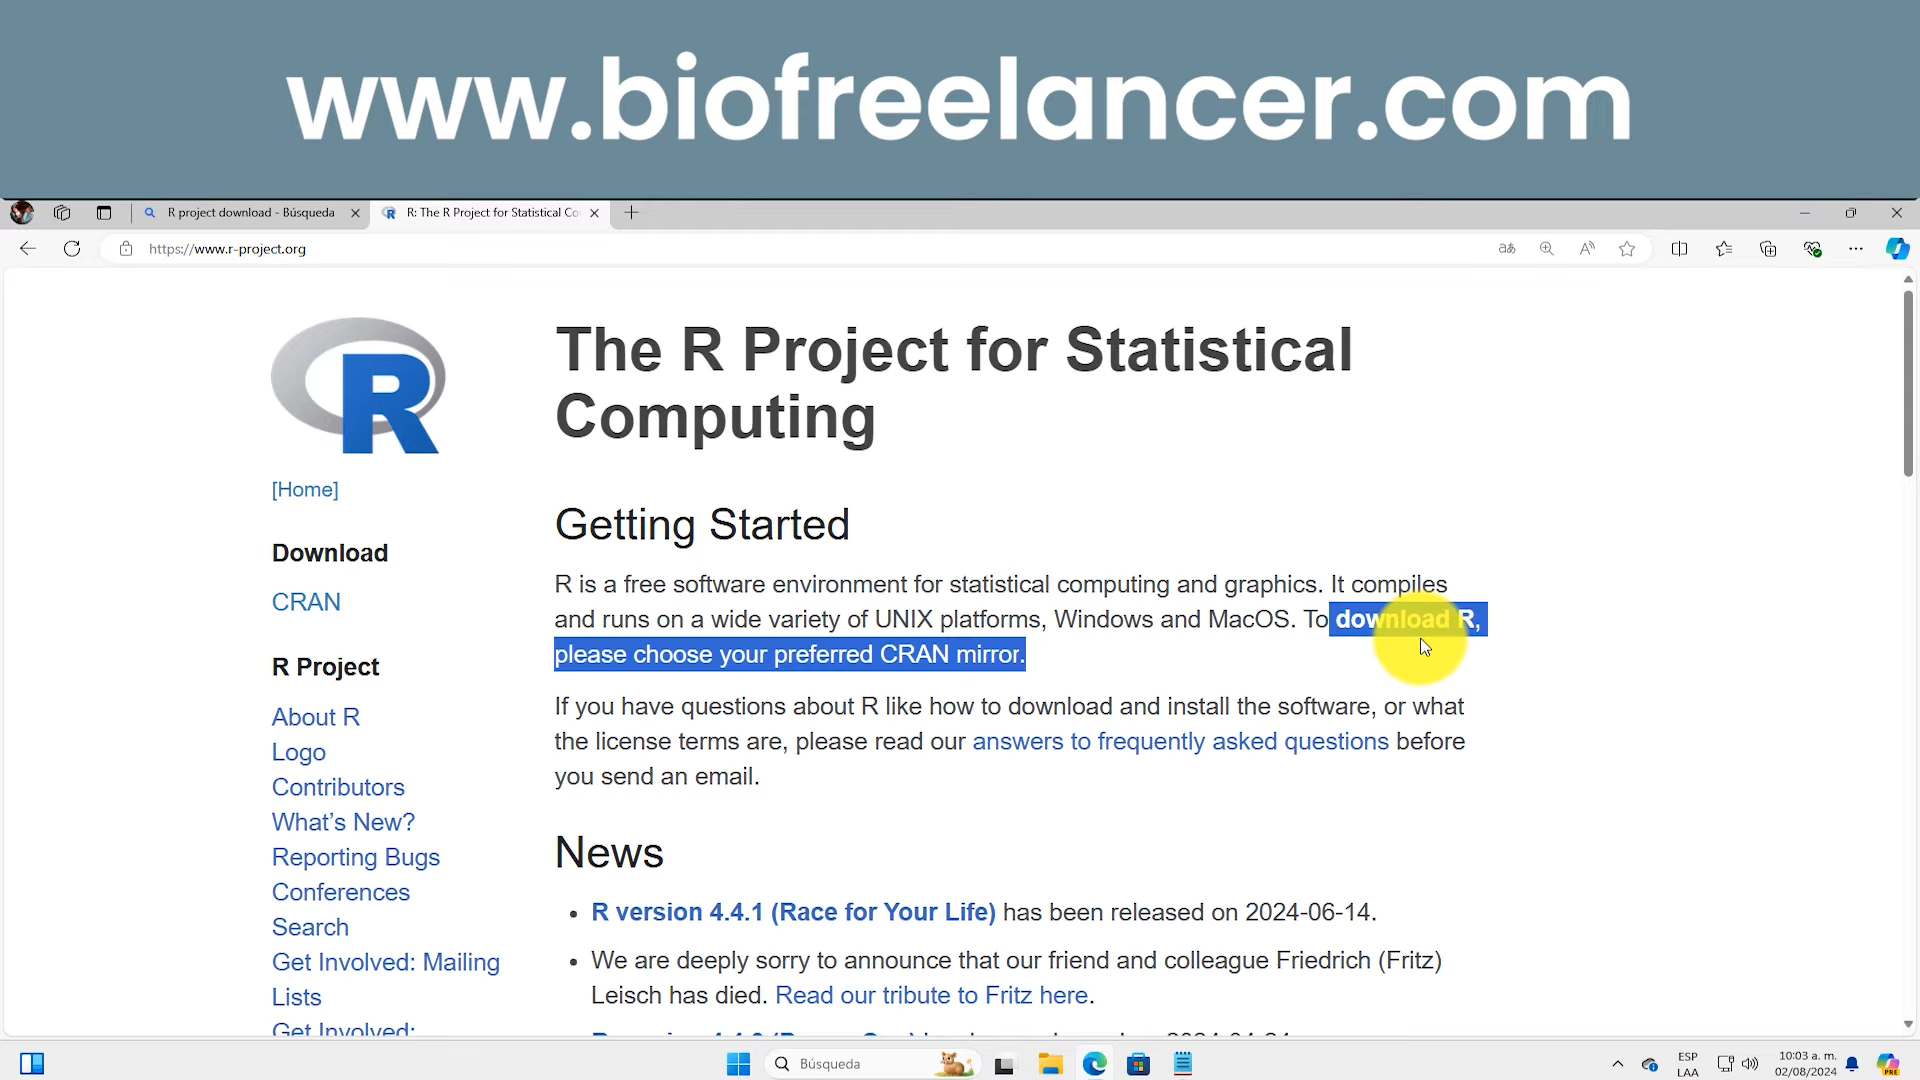 www.biofreelancer.com
R project download - Búsqueda
R: The R Project for Statistical Co
https://www.r-project.org
The R Project for Statistical
Computing
[Home]
Download
CRAN
R Project
About R
Logo
Contributors
What's New?
Reporting Bugs
Conferences
Search
Get Involved: Mailing
Lists
Get Involved:
Getting Started
R is a free software environment for statistical computing and graphics. It compiles
and runs on a wide variety of UNIX platforms, Windows and MacOS. To download R,
please choose your preferred CRAN mirror.
If you have questions about R like how to download and install the software, or what
the license terms are, please read our answers to frequently asked questions before
you send an email.
News
• R version 4.4.1 (Race for Your Life) has been released on 2024-06-14.
• We are deeply sorry to announce that our friend and colleague Friedrich (Fritz)
Leisch has died. Read our tribute to Fritz here.
Búsqueda
ESP
LAA
10:03 a. m.
02/08/2024
PRE